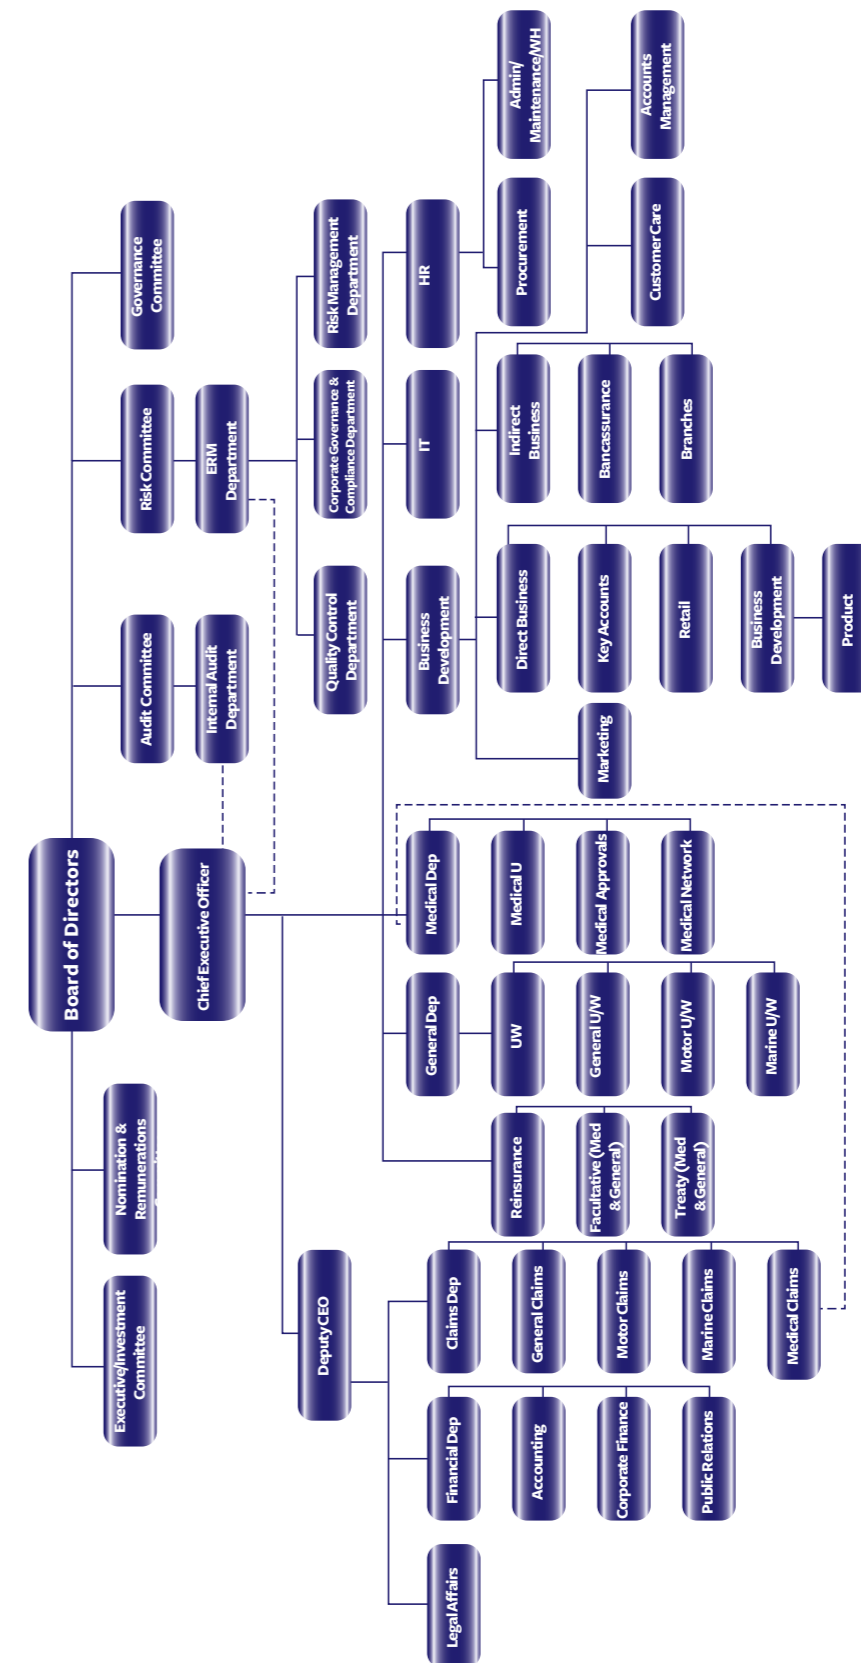 Board of Directors
Executive/Investment
Committee
Nomination &
Remunerations
Audit Committee
Risk Committee
Governance
Committee
Chief Executive Officer
Internal Audit
Department
ERM
Department
Deputy CEO
Quality Control
Department
Corporate Governance &
Compliance Department
Risk Management
Department
Legal Affairs
Financial Dep
Accounting
Corporate Finance
Public Relations
Claims Dep
General Claims
Motor Claims
Marine Claims
Medical Claims
Reinsurance
Facultative (Med
& General)
Treaty (Med
& General)
General Dep
UW
General U/W
Motor U/W
Marine U/W
Medical Dep
Medical U
Medical Approvals
Medical Network
Business
Development
IT
HR
Marketing
Direct Business
Key Accounts
Retail
Business
Development
Product
Indirect
Business
Bancassurance
Branches
Procurement
Admin/
Maintenance/WH
Customer Care
Accounts
Management